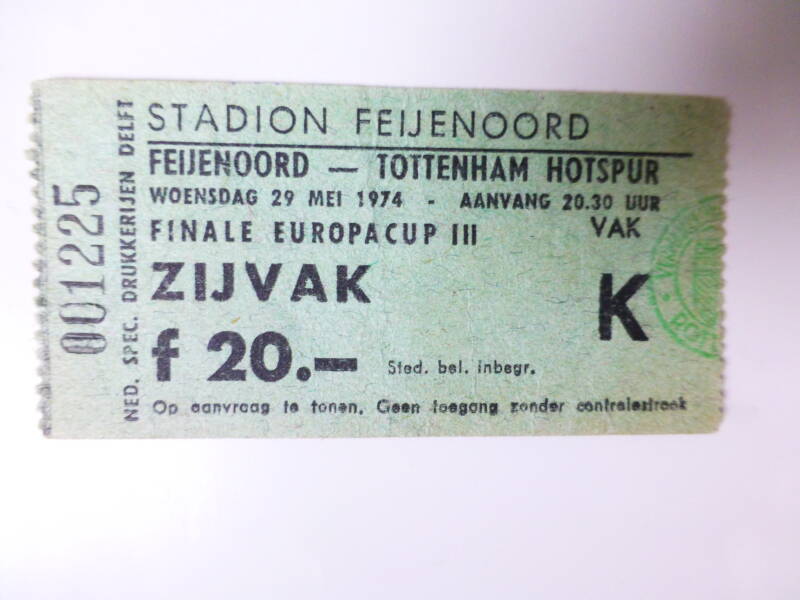 STADION FEIJENOORD
FEIJENOORD — TOTTENHAM HOTSPUR
WOENSDAG 29 MEI 1974 - AANVANG 20.30 UUR
FINALE EUROPACUP III
VAK
ZIJVAK
K
f 20.—
Sted. bel. inbegr.
Op aanvraag te tonen. Geen toegang zonder controlestrook
001225
NED. SPEC. DRUKKERIJEN DELFT